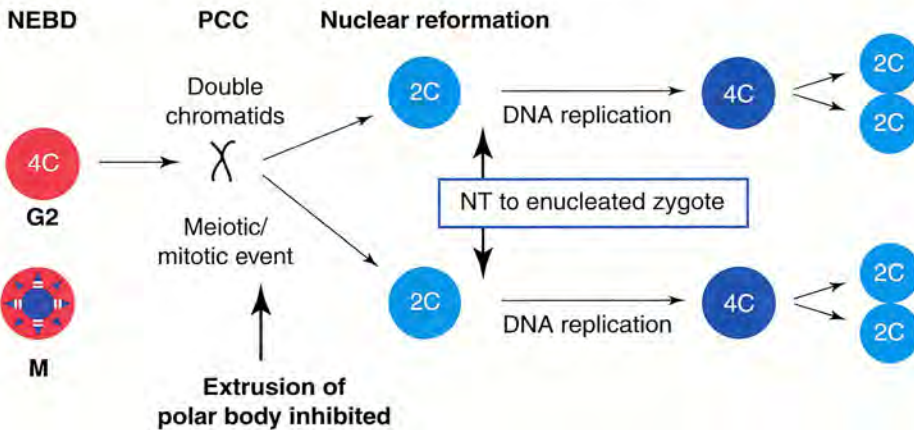 NEBD
PCC
Nuclear reformation
Double
chromatids
4C
G2
M
Meiotic/
mitotic event
Extrusion of
polar body inhibited
2C
DNA replication
4C
2C
2C
NT to enucleated zygote
2C
DNA replication
4C
2C
2C